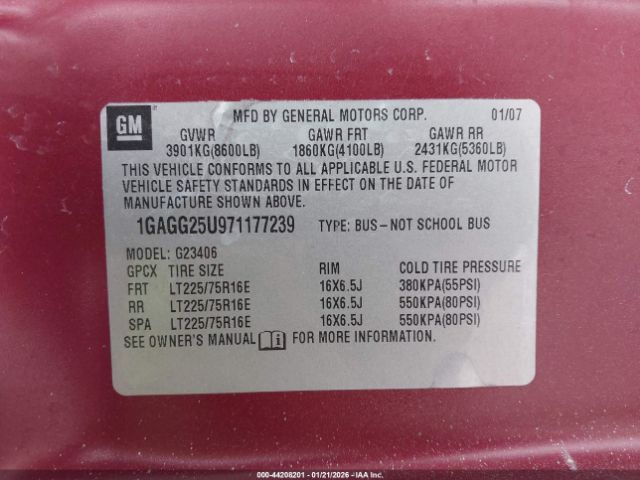 GM
MFD BY GENERAL MOTORS CORP. 01/07
GVWR GAWR FRT GAWR RR
3901KG(8600LB) 1860KG(4100LB) 2431KG(5360LB)
THIS VEHICLE CONFORMS TO ALL APPLICABLE U.S. FEDERAL MOTOR
VEHICLE SAFETY STANDARDS IN EFFECT ON THE DATE OF
MANUFACTURE SHOWN ABOVE.
1GAGG25U971177239 TYPE: BUS-NOT SCHOOL BUS
MODEL: G23406
GPCX TIRE SIZE RIM COLD TIRE PRESSURE
FRT LT225/75R16E 16X6.5J 380KPA(55PSI)
RR LT225/75R16E 16X6.5J 550KPA(80PSI)
SPA LT225/75R16E 16X6.5J 550KPA(80PSI)
SEE OWNER'S MANUAL i FOR MORE INFORMATION.
000-44208201 - 01/21/2026 - IAAI.COM